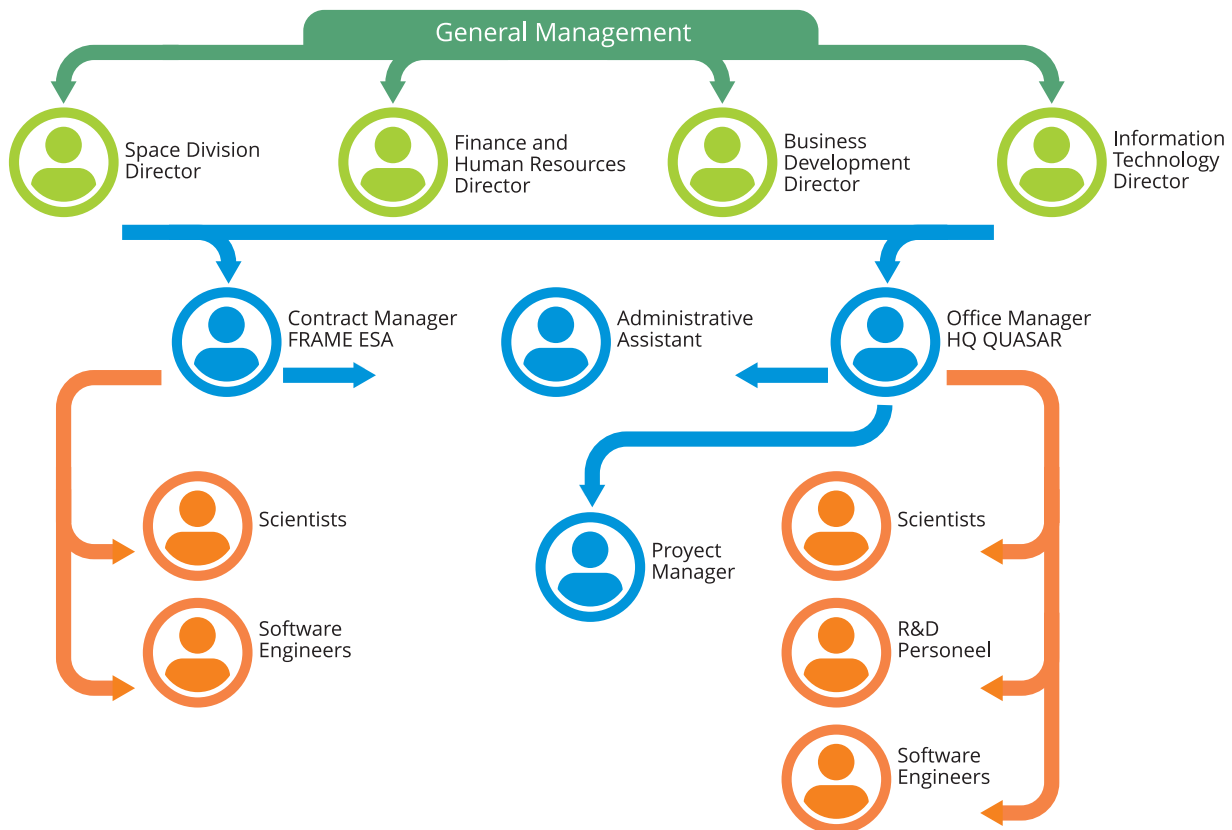 General Management
Space Division
Director
Finance and
Human Resources
Director
Business
Development
Director
Information
Technology
Director
Contract Manager
FRAME ESA
Administrative
Assistant
Office Manager
HQ QUASAR
Scientists
Proyect
Manager
Scientists
Software
Engineers
R&D
Personeel
Software
Engineers